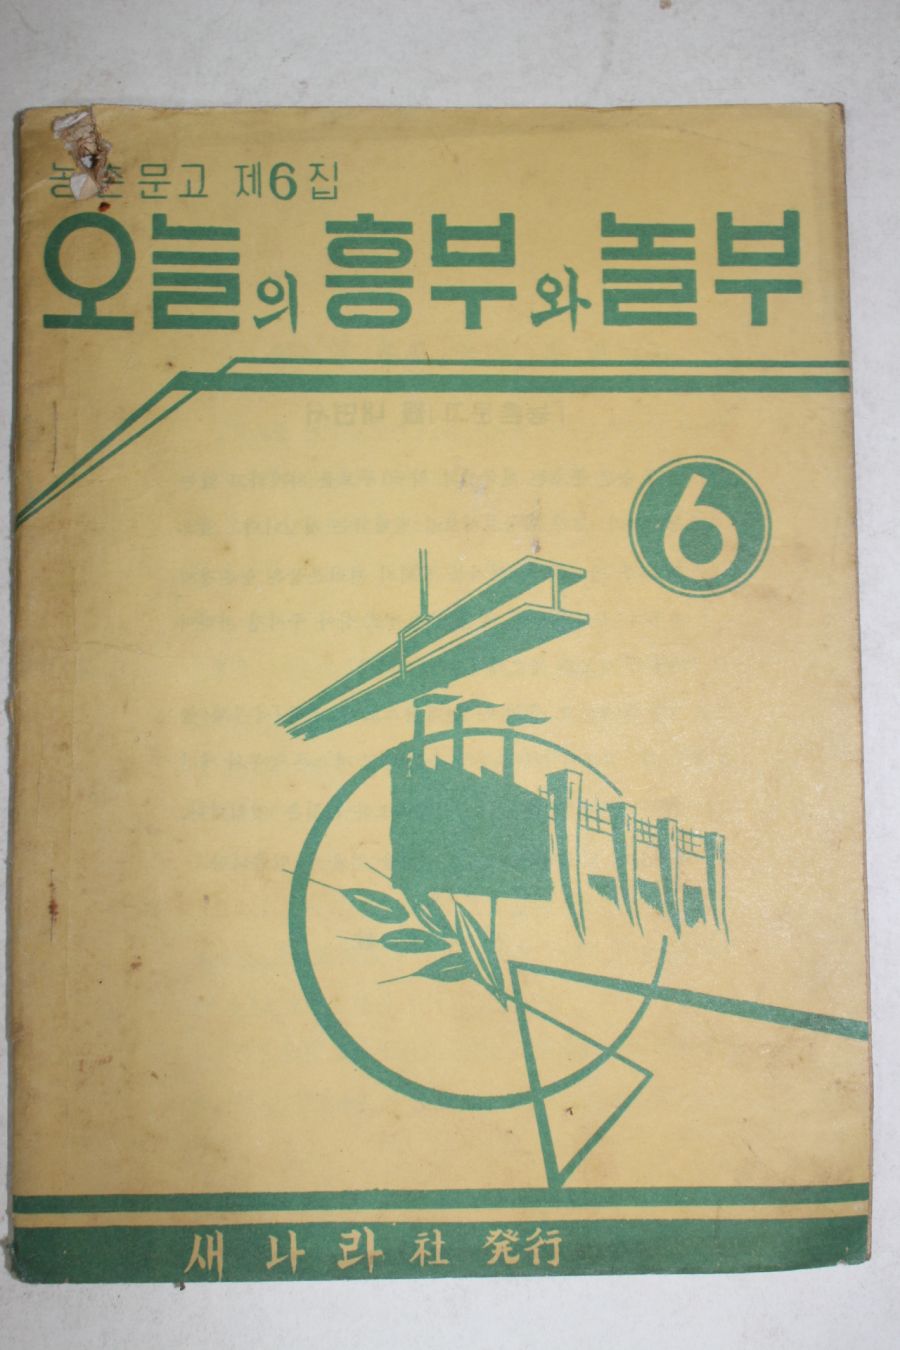 농촌 문고 제6집
오늘의 흥부와 놀부
6
새나라社 発行